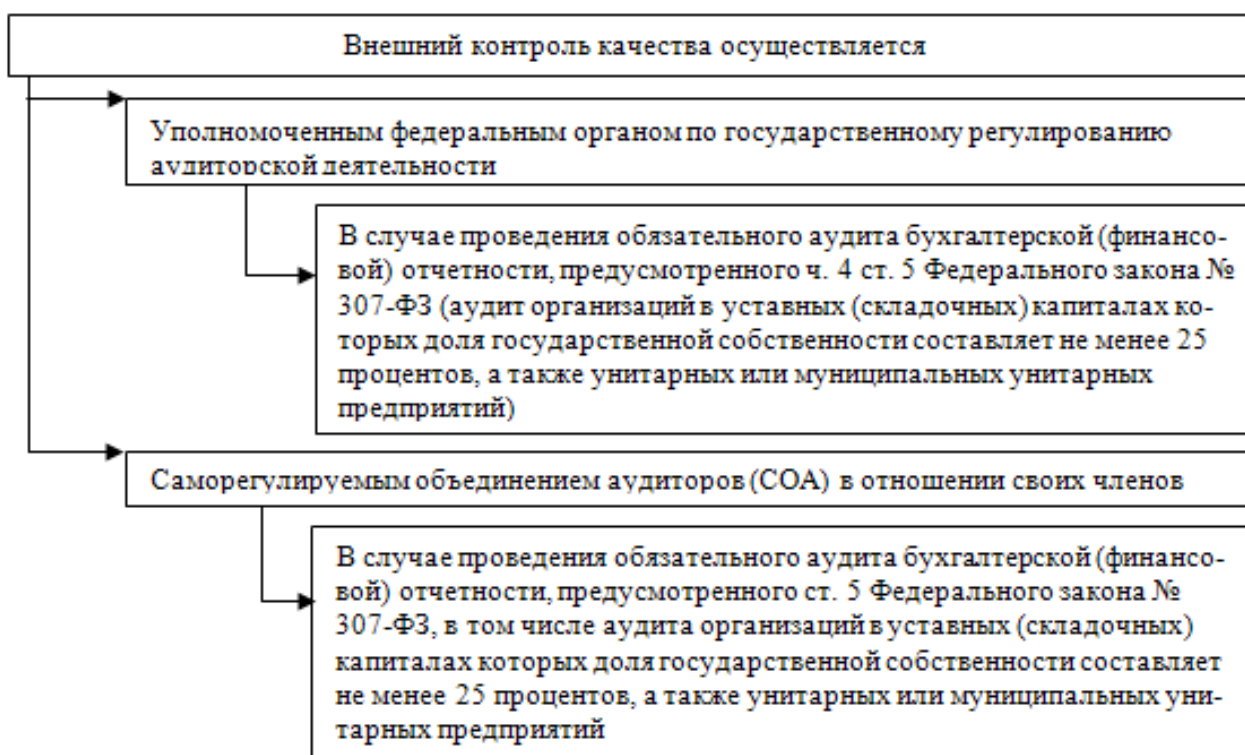 Внешний контроль качества осуществляется
Уполномоченным федеральным органом по государственному регулированию
аудиторской деятельности
В случае проведения обязательного аудита бухгалтерской (финансо-
вой) отчетности, предусмотренного ч. 4 ст. 5 Федерального закона №
307-ФЗ (аудит организаций в уставных (складочных) капиталах ко-
торых доля государственной собственности составляет не менее 25
процентов, а также унитарных или муниципальных унитарных
предприятий)
Саморегулируемым объединением аудиторов (СОА) в отношении своих членов
В случае проведения обязательного аудита бухгалтерской (финансо-
вой) отчетности, предусмотренного ст. 5 Федерального закона №
307-ФЗ, в том числе аудита организаций в уставных (складочных)
капиталах которых доля государственной собственности составляет
не менее 25 процентов, а также унитарных или муниципальных уни-
тарных предприятий